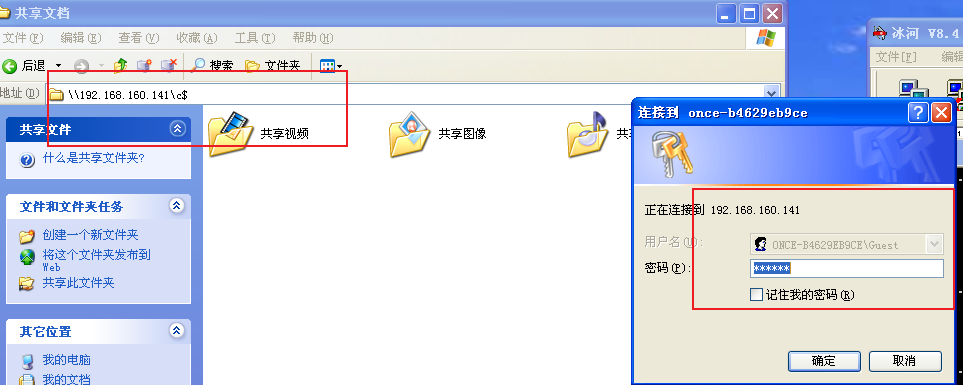 共享文档
文件(F) 编辑(E) 查看(V) 收藏(A) 工具(T) 帮助(H)
后退 搜索 文件夹
地址(D) \\192.168.160.141\c$
共享文件
什么是共享文件夹?
文件和文件夹任务
创建一个新文件夹
将这个文件夹发布到
Web
共享此文件夹
其它位置
我的电脑
我的文档
共享视频
共享图像
冰河 V8.4
文件[F] 编辑
连接到 once-b4629eb9ce
正在连接到 192.168.160.141
用户名(U): ONCE-B4629EB9CE\Guest
密码(P): ******
记住我的密码(R)
确定 取消